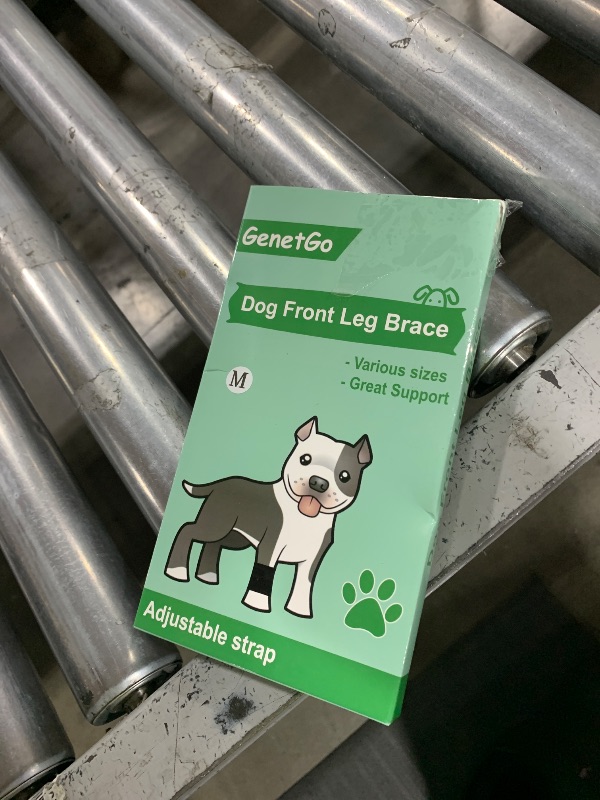 GenetGo
Dog Front Leg Brace
- Various sizes
- Great Support
M
Adjustable strap